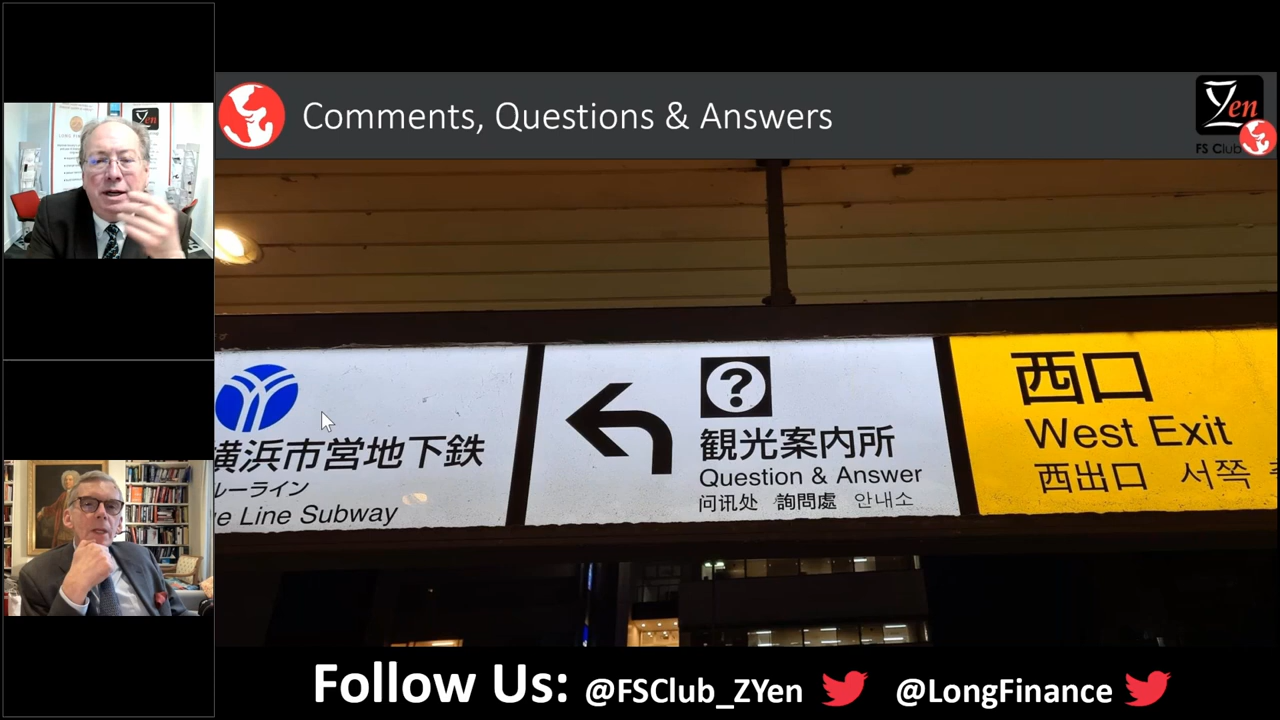 Comments, Questions & Answers
Yen
FS Club
横浜市営地下鉄
ルーライン
e Line Subway
?
観光案内所
Question & Answer
问讯处 詢問處 안내소
西口
West Exit
西出口 서쪽
Follow Us: @FSClub_ZYen @LongFinance
Yen